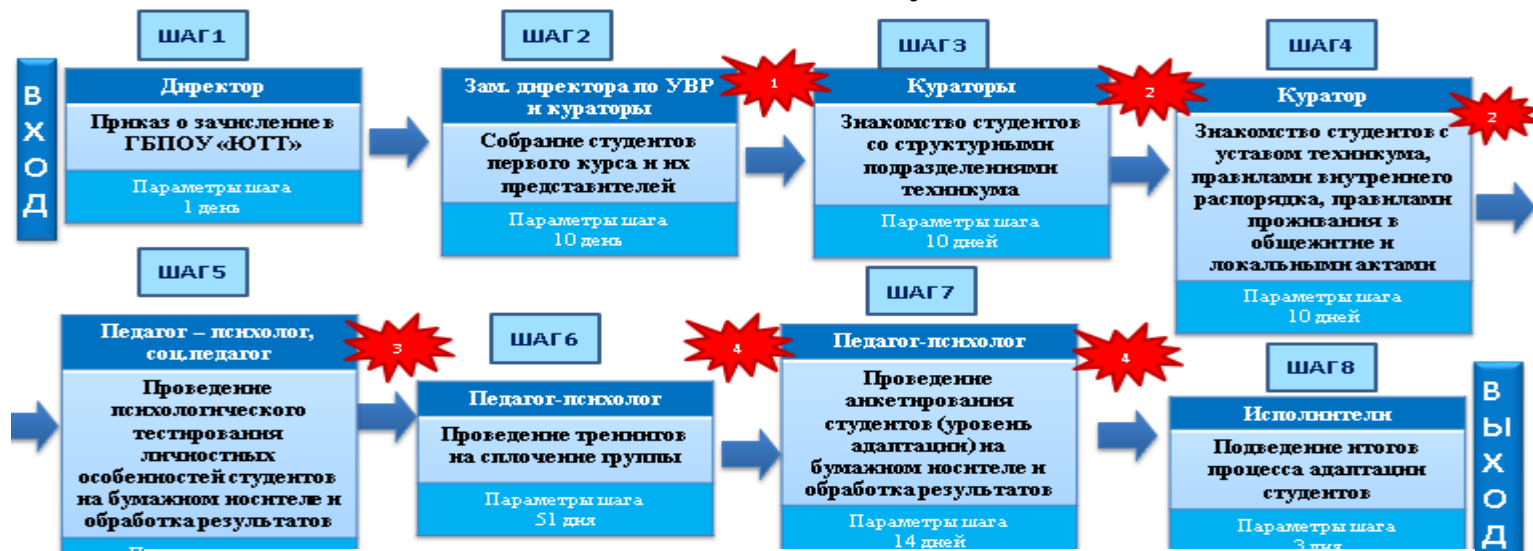 ШАГ1
ШАГ2
ШАГ3
ШАГ4
ВХОД
Директор
Приказ о зачисление в
ГБПОУ «ЮТТ»
Параметры шага
1 день
Зам. директора по УВР
и кураторы
Собрание студентов
первого курса и их
представителей
Параметры шага
10 день
1
Кураторы
Знакомство студентов
со структурными
подразделениями
техникума
Параметры шага
10 дней
2
Куратор
Знакомство студентов с
уставом техникума,
правилами внутреннего
распорядка, правилами
проживания в
общежитие и
локальными актами
Параметры шага
10 дней
2
ШАГ5
ШАГ6
ШАГ7
ШАГ8
Педагог – психолог,
соц.педагог
Проведение
психологического
тестирования
личностных
особенностей студентов
на бумажном носителе и
обработка результатов
3
Педагог-психолог
Проведение тренингов
на сплочение группы
Параметры шага
51 дня
4
Педагог-психолог
Проведение
анкетирования
студентов (уровень
адаптации) на
бумажном носителе и
обработка результатов
Параметры шага
14 дней
4
Исполнители
Подведение итогов
процесса адаптации
студентов
Параметры шага
3 дня
ВЫХОД